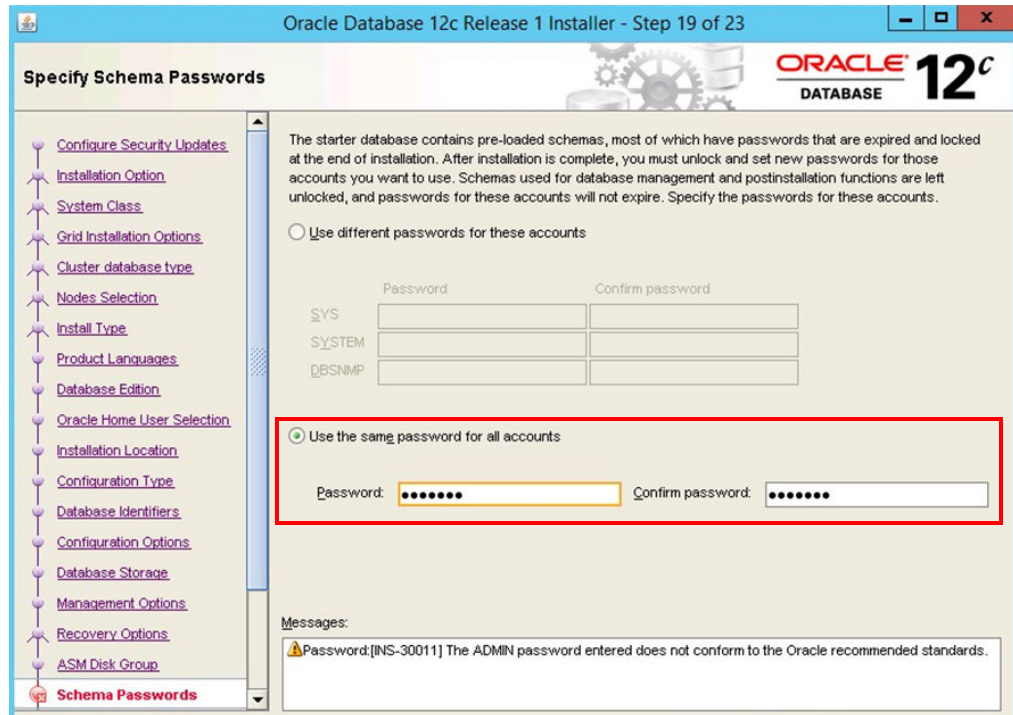 Oracle Database 12c Release 1 Installer - Step 19 of 23
Specify Schema Passwords
ORACLE
DATABASE
12c
Configure Security Updates
Installation Option
System Class
Grid Installation Options
Cluster database type
Nodes Selection
Install Type
Product Languages
Database Edition
Oracle Home User Selection
Installation Location
Configuration Type
Database Identifiers
Configuration Options
Database Storage
Management Options
Recovery Options
ASM Disk Group
Schema Passwords
The starter database contains pre-loaded schemas, most of which have passwords that are expired and locked
at the end of installation. After installation is complete, you must unlock and set new passwords for those
accounts you want to use. Schemas used for database management and postinstallation functions are left
unlocked, and passwords for these accounts will not expire. Specify the passwords for these accounts.
Use different passwords for these accounts
Password Confirm password
SYS
SYSTEM
DBSNMP
Use the same password for all accounts
Password: ●●●●●●● Confirm password: ●●●●●●●
Messages:
Password:[INS-30011] The ADMIN password entered does not conform to the Oracle recommended standards.